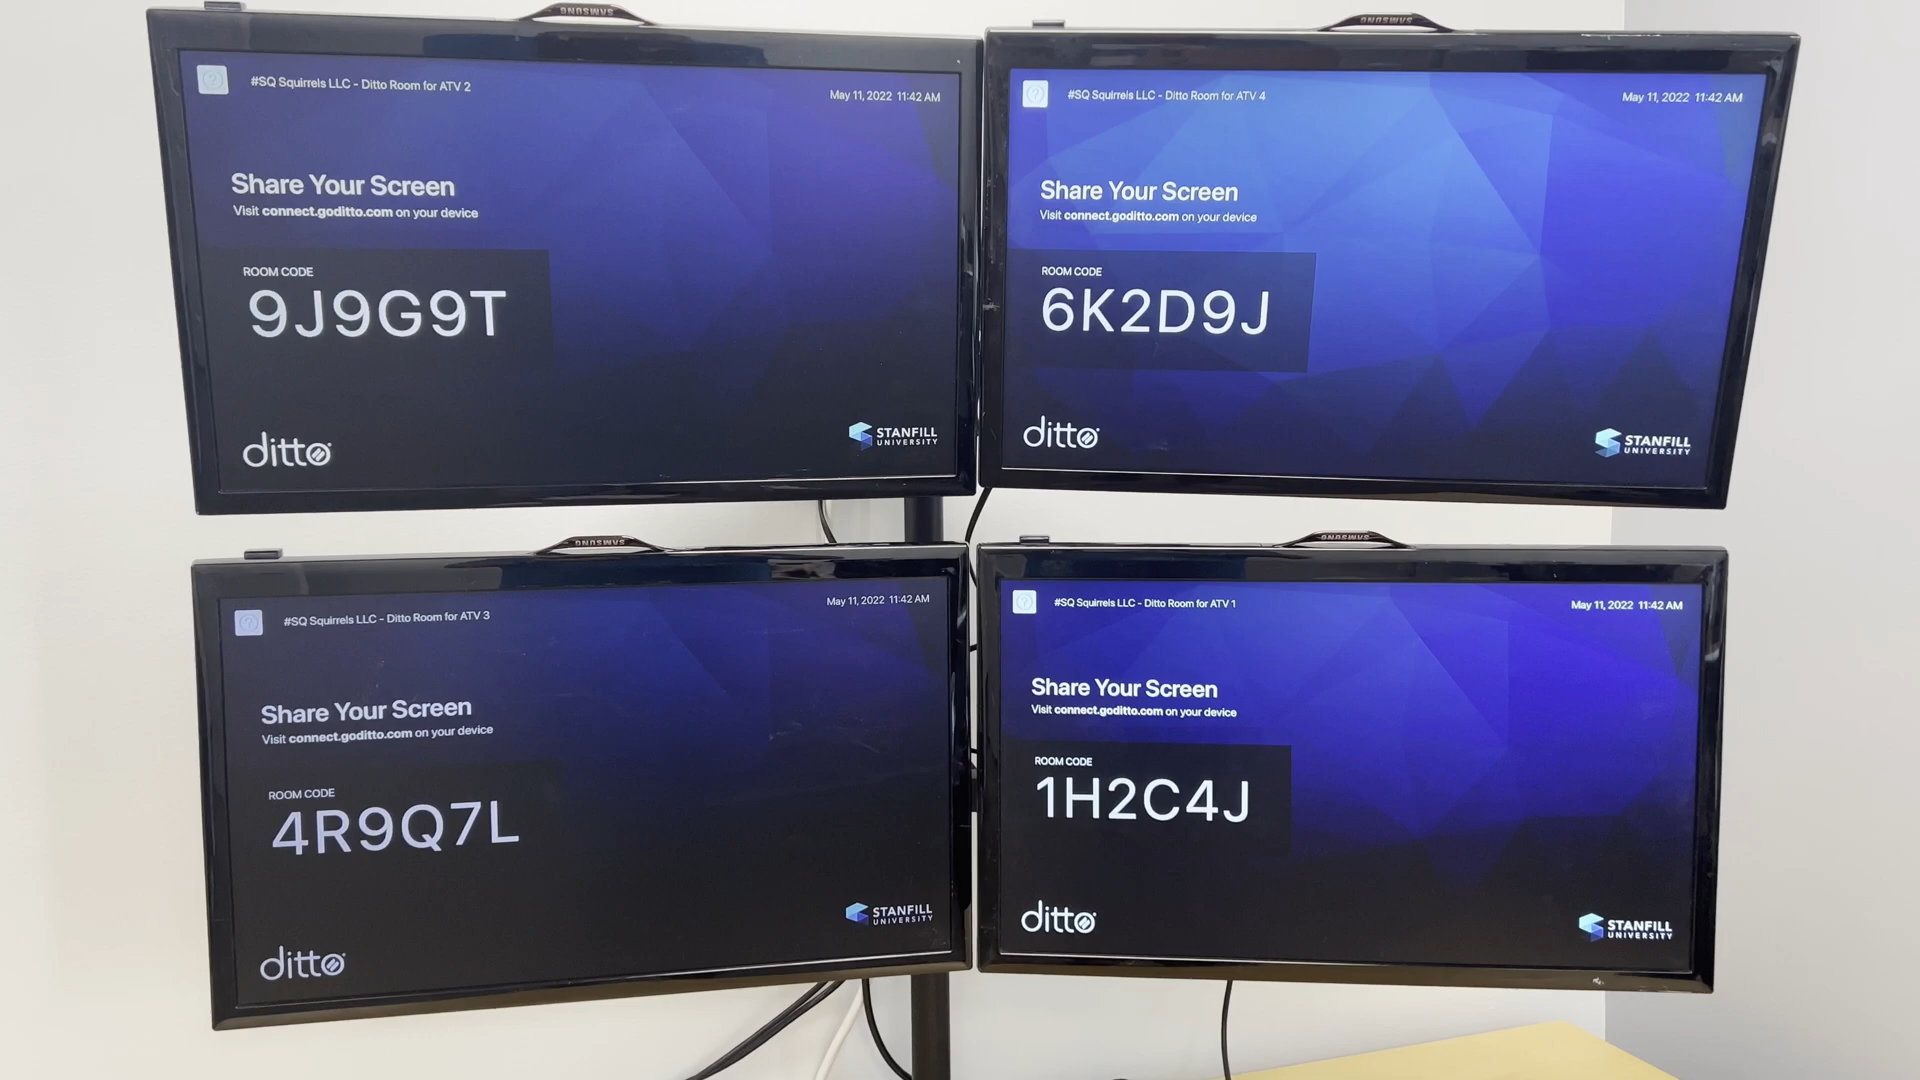 SAMSUNG
#SQ Squirrels LLC - Ditto Room for ATV 2
May 11, 2022 11:42 AM
Share Your Screen
Visit connect.goditto.com on your device
ROOM CODE
9J9G9T
ditto
STANFILL
UNIVERSITY
SAMSUNG
#SQ Squirrels LLC - Ditto Room for ATV 4
May 11, 2022 11:42 AM
Share Your Screen
Visit connect.goditto.com on your device
ROOM CODE
6K2D9J
ditto
STANFILL
UNIVERSITY
SAMSUNG
#SQ Squirrels LLC - Ditto Room for ATV 3
May 11, 2022 11:42 AM
Share Your Screen
Visit connect.goditto.com on your device
ROOM CODE
4R9Q7L
ditto
STANFILL
UNIVERSITY
SAMSUNG
#SQ Squirrels LLC - Ditto Room for ATV 1
May 11, 2022 11:42 AM
Share Your Screen
Visit connect.goditto.com on your device
ROOM CODE
1H2C4J
ditto
STANFILL
UNIVERSITY